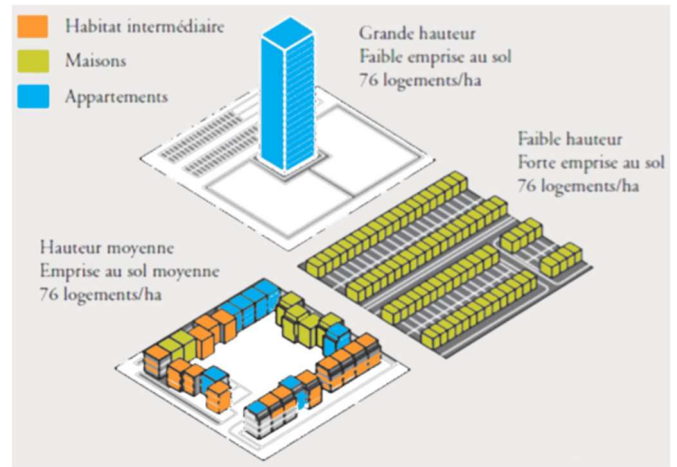 Habitat intermédiaire
Maisons
Appartements
Grande hauteur
Faible emprise au sol
76 logements/ha
Faible hauteur
Forte emprise au sol
76 logements/ha
Hauteur moyenne
Emprise au sol moyenne
76 logements/ha